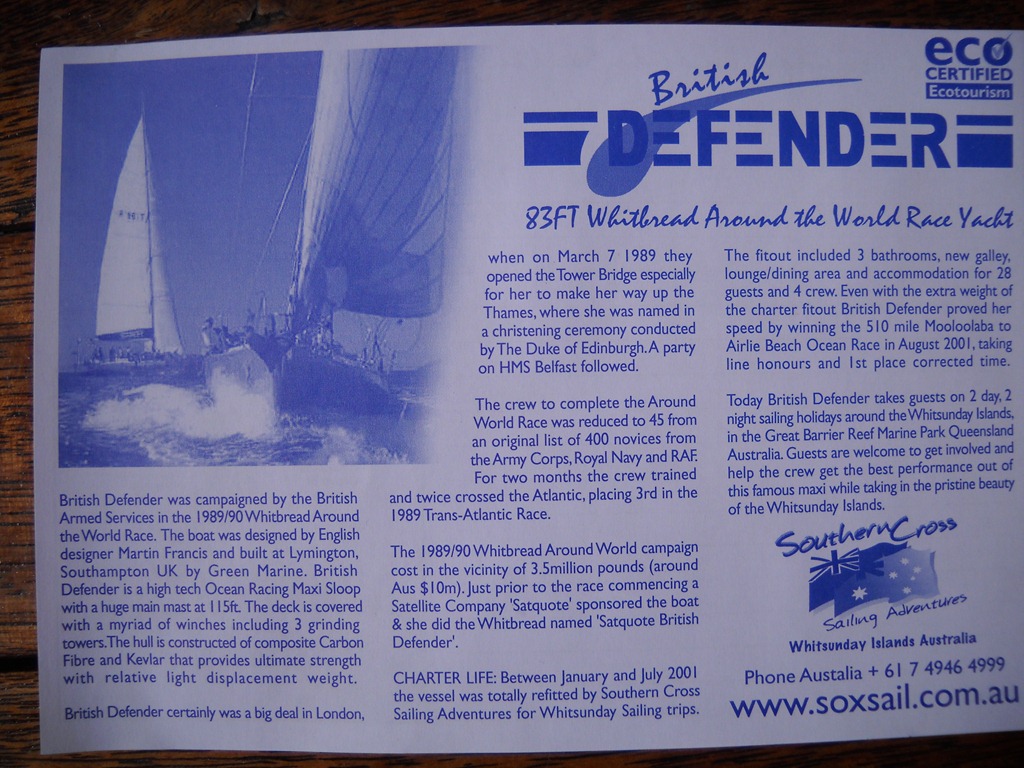 eco
CERTIFIED
Ecotourism
British
DEFENDER
83FT Whitbread Around the World Race Yacht
British Defender was campaigned by the British
Armed Services in the 1989/90 Whitbread Around
the World Race. The boat was designed by English
designer Martin Francis and built at Lymington,
Southampton UK by Green Marine. British
Defender is a high tech Ocean Racing Maxi Sloop
with a huge main mast at 115ft. The deck is covered
with a myriad of winches including 3 grinding
towers. The hull is constructed of composite Carbon
Fibre and Kevlar that provides ultimate strength
with relative light displacement weight.
British Defender certainly was a big deal in London,
when on March 7 1989 they
opened the Tower Bridge especially
for her to make her way up the
Thames, where she was named in
a christening ceremony conducted
by The Duke of Edinburgh. A party
on HMS Belfast followed.
The crew to complete the Around
World Race was reduced to 45 from
an original list of 400 novices from
the Army Corps, Royal Navy and RAF.
For two months the crew trained
and twice crossed the Atlantic, placing 3rd in the
1989 Trans-Atlantic Race.
The 1989/90 Whitbread Around World campaign
cost in the vicinity of 3.5million pounds (around
Aus $10m). Just prior to the race commencing a
Satellite Company 'Satquote' sponsored the boat
& she did the Whitbread named 'Satquote British
Defender'.
CHARTER LIFE: Between January and July 2001
the vessel was totally refitted by Southern Cross
Sailing Adventures for Whitsunday Sailing trips.
The fitout included 3 bathrooms, new galley,
lounge/dining area and accommodation for 28
guests and 4 crew. Even with the extra weight of
the charter fitout British Defender proved her
speed by winning the 510 mile Mooloolaba to
Airlie Beach Ocean Race in August 2001, taking
line honours and 1st place corrected time.
Today British Defender takes guests on 2 day, 2
night sailing holidays around the Whitsunday Islands,
in the Great Barrier Reef Marine Park Queensland
Australia. Guests are welcome to get involved and
help the crew get the best performance out of
this famous maxi while taking in the pristine beauty
of the Whitsunday Islands.
Southern Cross
Sailing Adventures
Whitsunday Islands Australia
Phone Austalia + 61 7 4946 4999
www.soxsail.com.au